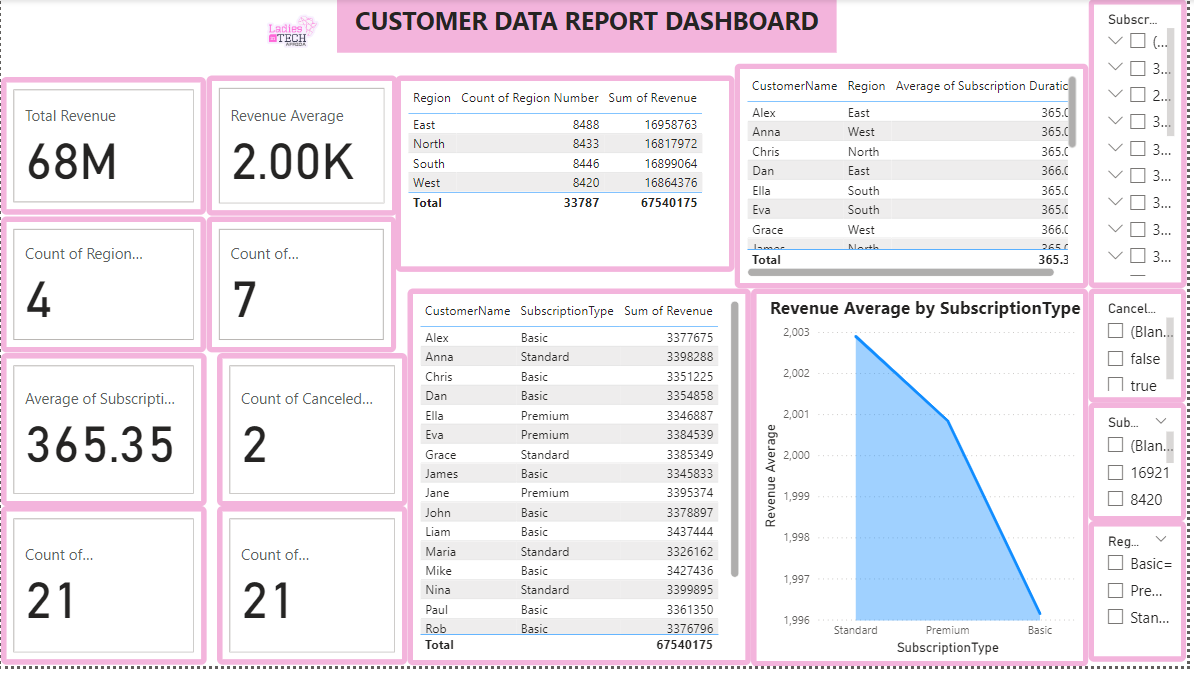 Ladies
in TECH
AFRICA
CUSTOMER DATA REPORT DASHBOARD
Total Revenue
68M
Revenue Average
2.00K
Count of Region...
4
Count of...
7
Average of Subscripti...
365.35
Count of Canceled...
2
Count of...
21
Count of...
21
Region Count of Region Number Sum of Revenue
East 8488 16958763
North 8433 16817972
South 8446 16899064
West 8420 16864376
Total 33787 67540175
CustomerName Region Average of Subscription Duratic
Alex East 365.0
Anna West 365.0
Chris North 365.0
Dan East 366.0
Ella South 365.0
Eva South 365.0
Grace West 366.0
James North 365.0
Total 365.3
CustomerName SubscriptionType Sum of Revenue
Alex Basic 3377675
Anna Standard 3398288
Chris Basic 3351225
Dan Basic 3354858
Ella Premium 3346887
Eva Premium 3384539
Grace Standard 3385349
James Basic 3345833
Jane Premium 3395374
John Basic 3378897
Liam Basic 3437444
Maria Standard 3326162
Mike Basic 3427436
Nina Standard 3399895
Paul Basic 3361350
Rob Basic 3376796
Total 67540175
Revenue Average by SubscriptionType
2,003
2,002
2,001
2,000
1,999
1,998
1,997
1,996
Revenue Average
Standard Premium Basic
SubscriptionType
Subscr...
(...
3...
2...
3...
3...
3...
3...
3...
3...
Cancel...
(Blan...
false
true
Sub...
(Blan...
16921
8420
Reg...
Basic=
Pre...
Stan...